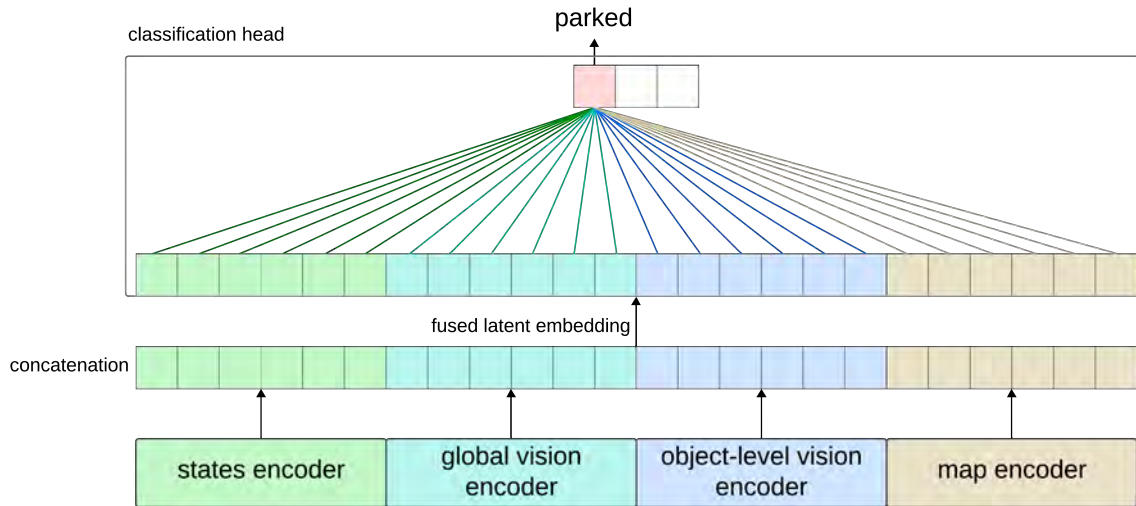 parked
classification head
fused latent embedding
concatenation
states encoder
global vision
encoder
object-level vision
encoder
map encoder